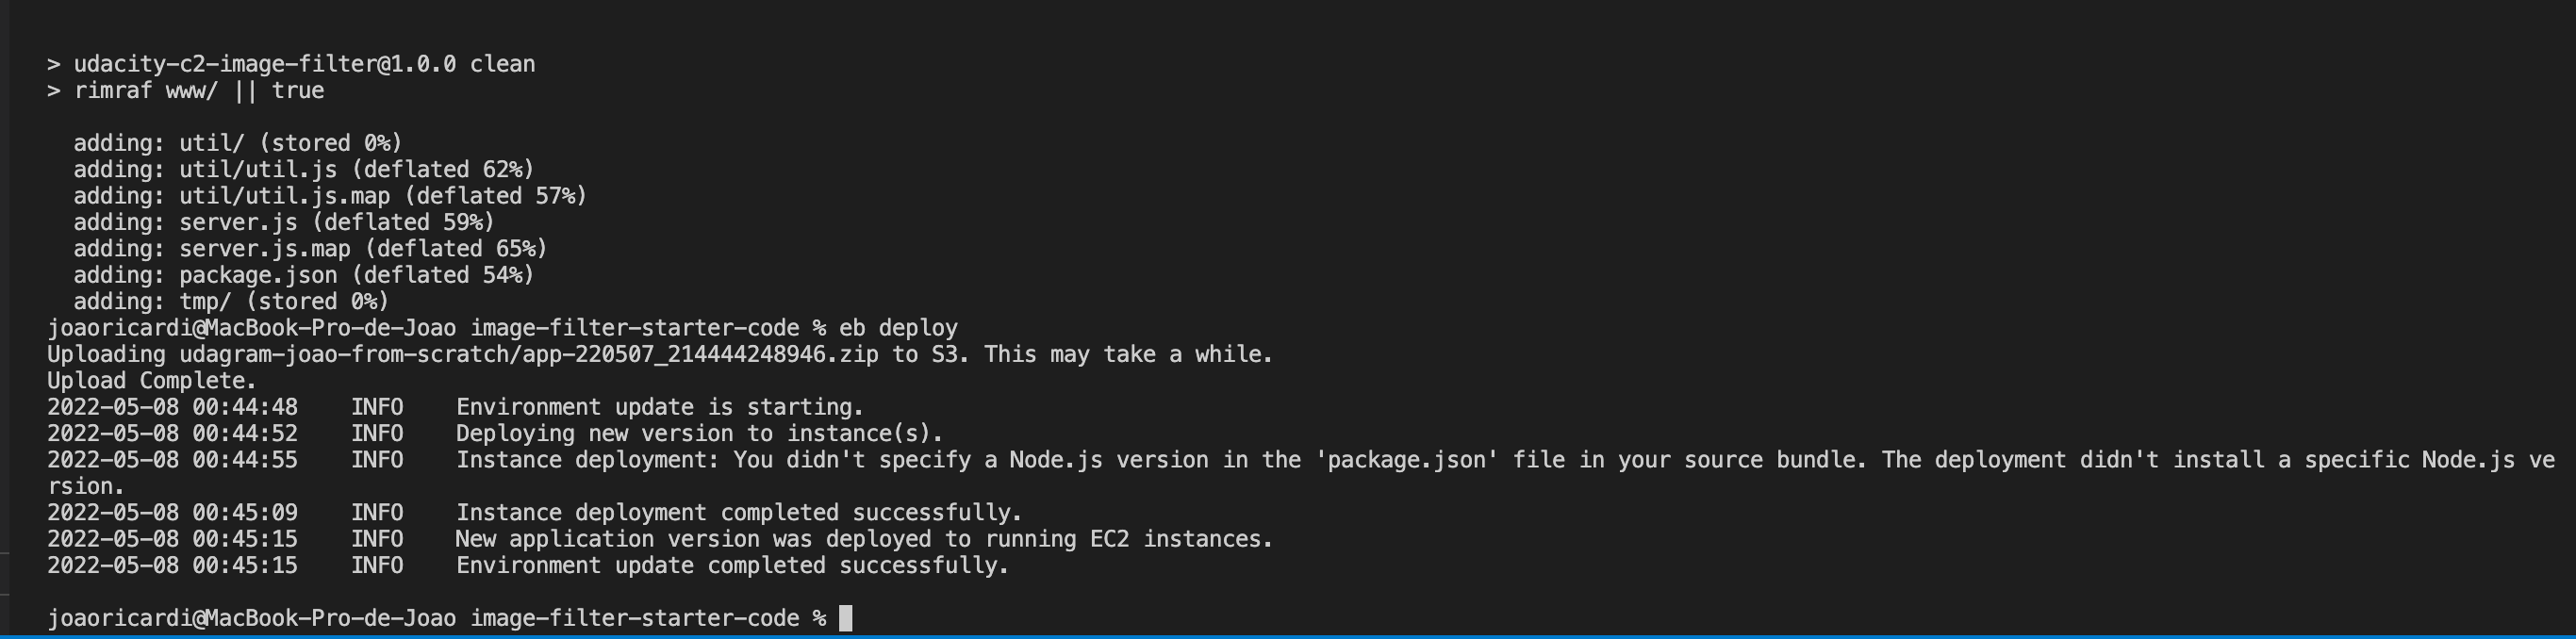 > udacity-c2-image-filter@1.0.0 clean
> rimraf www/ || true
adding: util/ (stored 0%)
adding: util/util.js (deflated 62%)
adding: util/util.js.map (deflated 57%)
adding: server.js (deflated 59%)
adding: server.js.map (deflated 65%)
adding: package.json (deflated 54%)
adding: tmp/ (stored 0%)
joaoricardi@MacBook-Pro-de-Joao image-filter-starter-code % eb deploy
Uploading udagram-joao-from-scratch/app-220507_214444248946.zip to S3. This may take a while.
Upload Complete.
2022-05-08 00:44:48    INFO    Environment update is starting.
2022-05-08 00:44:52    INFO    Deploying new version to instance(s).
2022-05-08 00:44:55    INFO    Instance deployment: You didn't specify a Node.js version in the 'package.json' file in your source bundle. The deployment didn't install a specific Node.js ve
rsion.
2022-05-08 00:45:09    INFO    Instance deployment completed successfully.
2022-05-08 00:45:15    INFO    New application version was deployed to running EC2 instances.
2022-05-08 00:45:15    INFO    Environment update completed successfully.
joaoricardi@MacBook-Pro-de-Joao image-filter-starter-code %